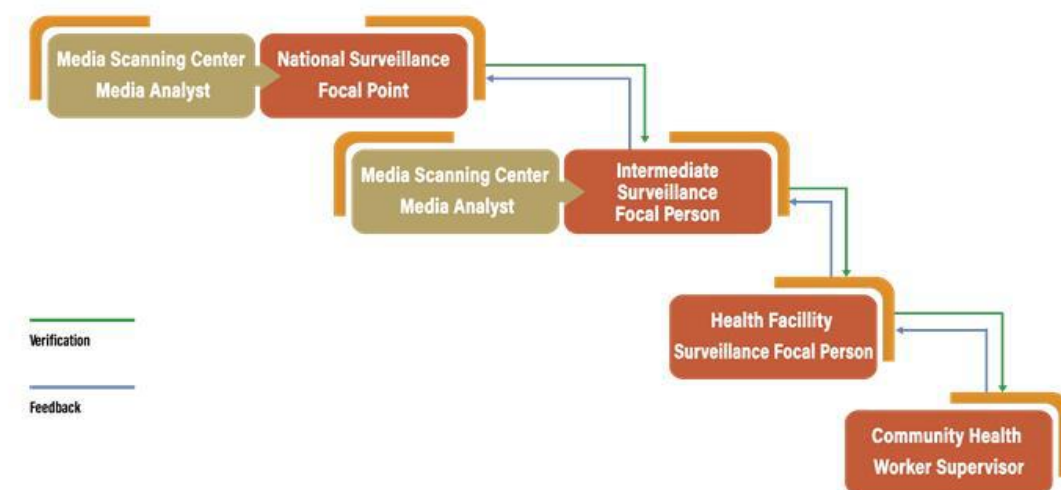 Media Scanning Center
Media Analyst
National Surveillance
Focal Point
Media Scanning Center
Media Analyst
Intermediate
Surveillance
Focal Person
Health Facillity
Surveillance Focal Person
Community Health
Worker Supervisor
Verification
Feedback